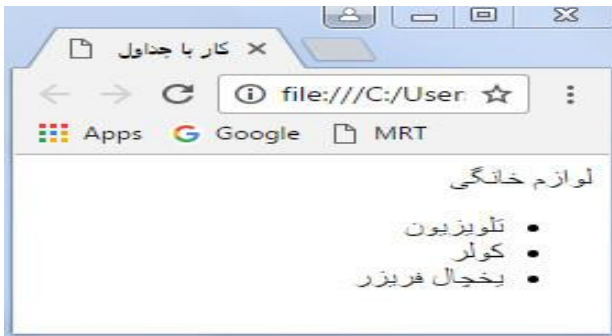 کار با جداول
file:///C:/User
Apps Google MRT
لوازم خانگی
• تلویزیون
• کولر
• یخچال فریزر